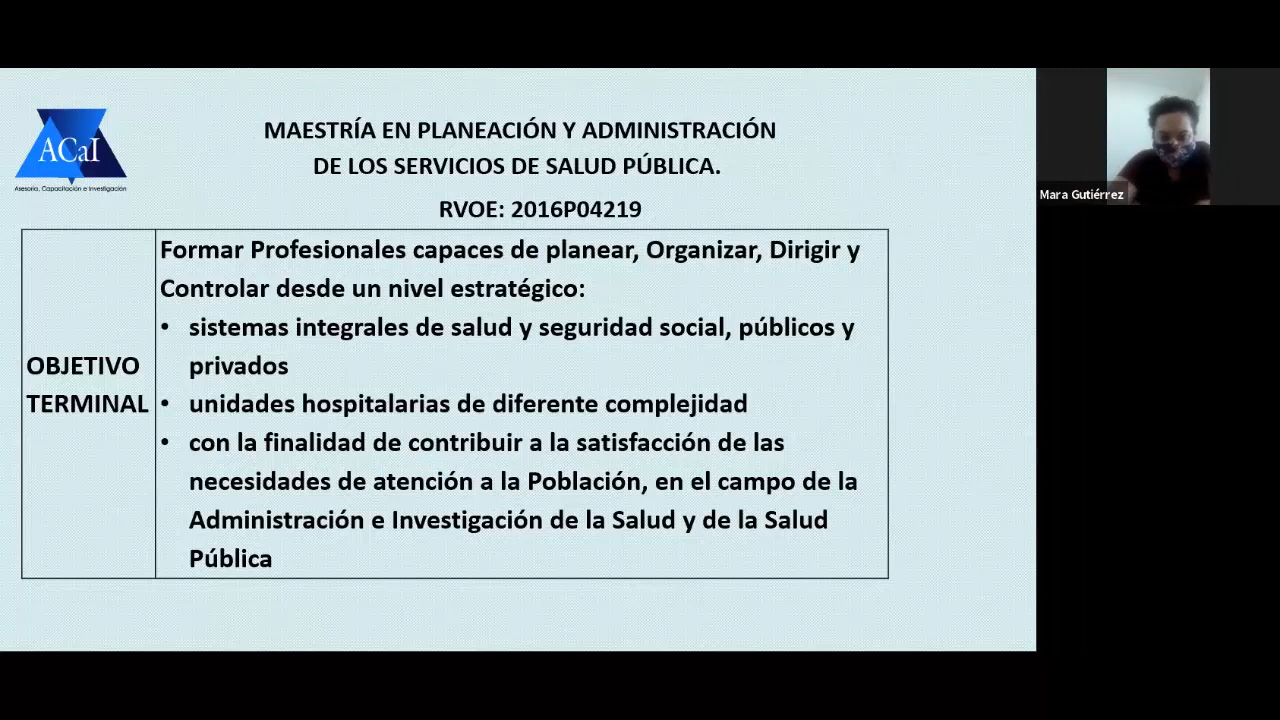 MAESTRÍA EN PLANEACIÓN Y ADMINISTRACIÓN
DE LOS SERVICIOS DE SALUD PÚBLICA.
RVOE: 2016P04219
ACaI
Asesoría, Capacitación e Investigación
OBJETIVO
TERMINAL
Formar Profesionales capaces de planear, Organizar, Dirigir y
Controlar desde un nivel estratégico:
• sistemas integrales de salud y seguridad social, públicos y
privados
• unidades hospitalarias de diferente complejidad
• con la finalidad de contribuir a la satisfacción de las
necesidades de atención a la Población, en el campo de la
Administración e Investigación de la Salud y de la Salud
Pública
Mara Gutiérrez